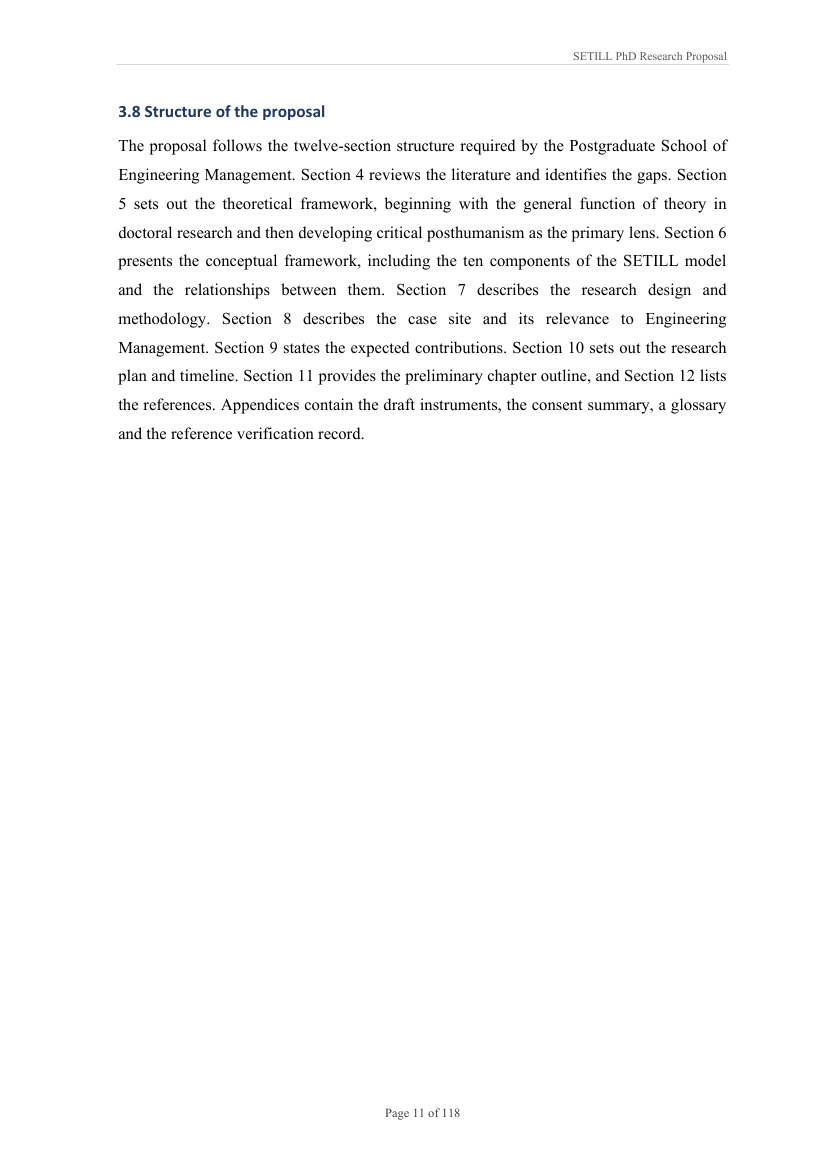 SETILL PhD Research Proposal
3.8 Structure of the proposal
The proposal follows the twelve-section structure required by the Postgraduate School of
Engineering Management. Section 4 reviews the literature and identifies the gaps. Section
5 sets out the theoretical framework, beginning with the general function of theory in
doctoral research and then developing critical posthumanism as the primary lens. Section 6
presents the conceptual framework, including the ten components of the SETILL model
and the relationships between them. Section 7 describes the research design and
methodology. Section 8 describes the case site and its relevance to Engineering
Management. Section 9 states the expected contributions. Section 10 sets out the research
plan and timeline. Section 11 provides the preliminary chapter outline, and Section 12 lists
the references. Appendices contain the draft instruments, the consent summary, a glossary
and the reference verification record.
Page 11 of 118